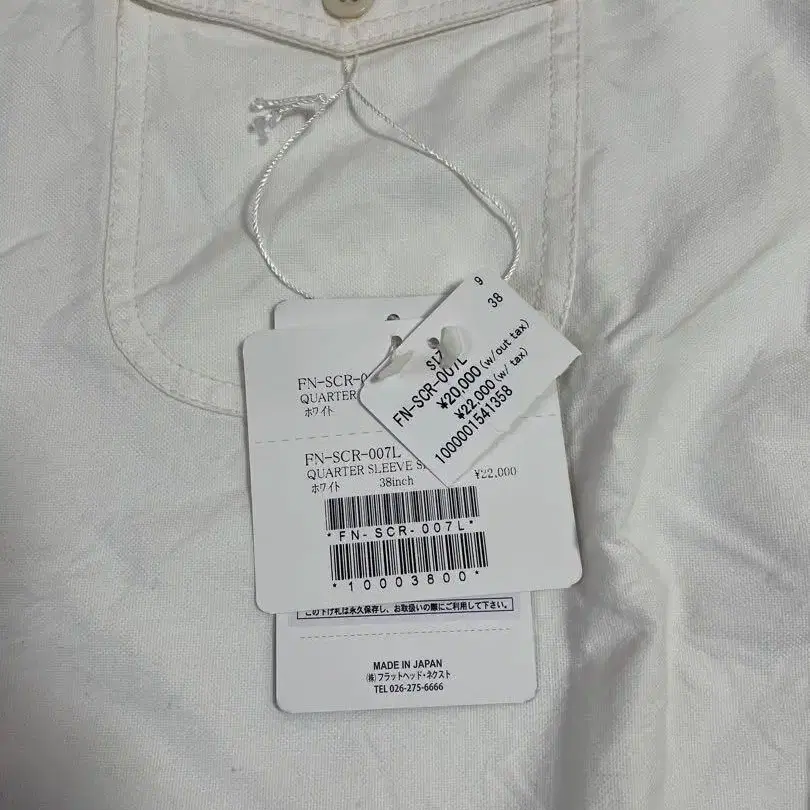 9
38
FN-SCR-007L
¥20,000 (w/out tax)
¥22,000 (w/ tax)
1000001541358
QUARTER
ホワイト
FN-SCR-007L
QUARTER SLEEVE
¥22,000
ホワイト 38inch
*FN-SCR-007L*
*10003800*
この下げ札は永久保存し、お取扱いの際にご利用して下さい。
MADE IN JAPAN
(株)フラットヘッド・ネクスト
TEL 026-275-6666